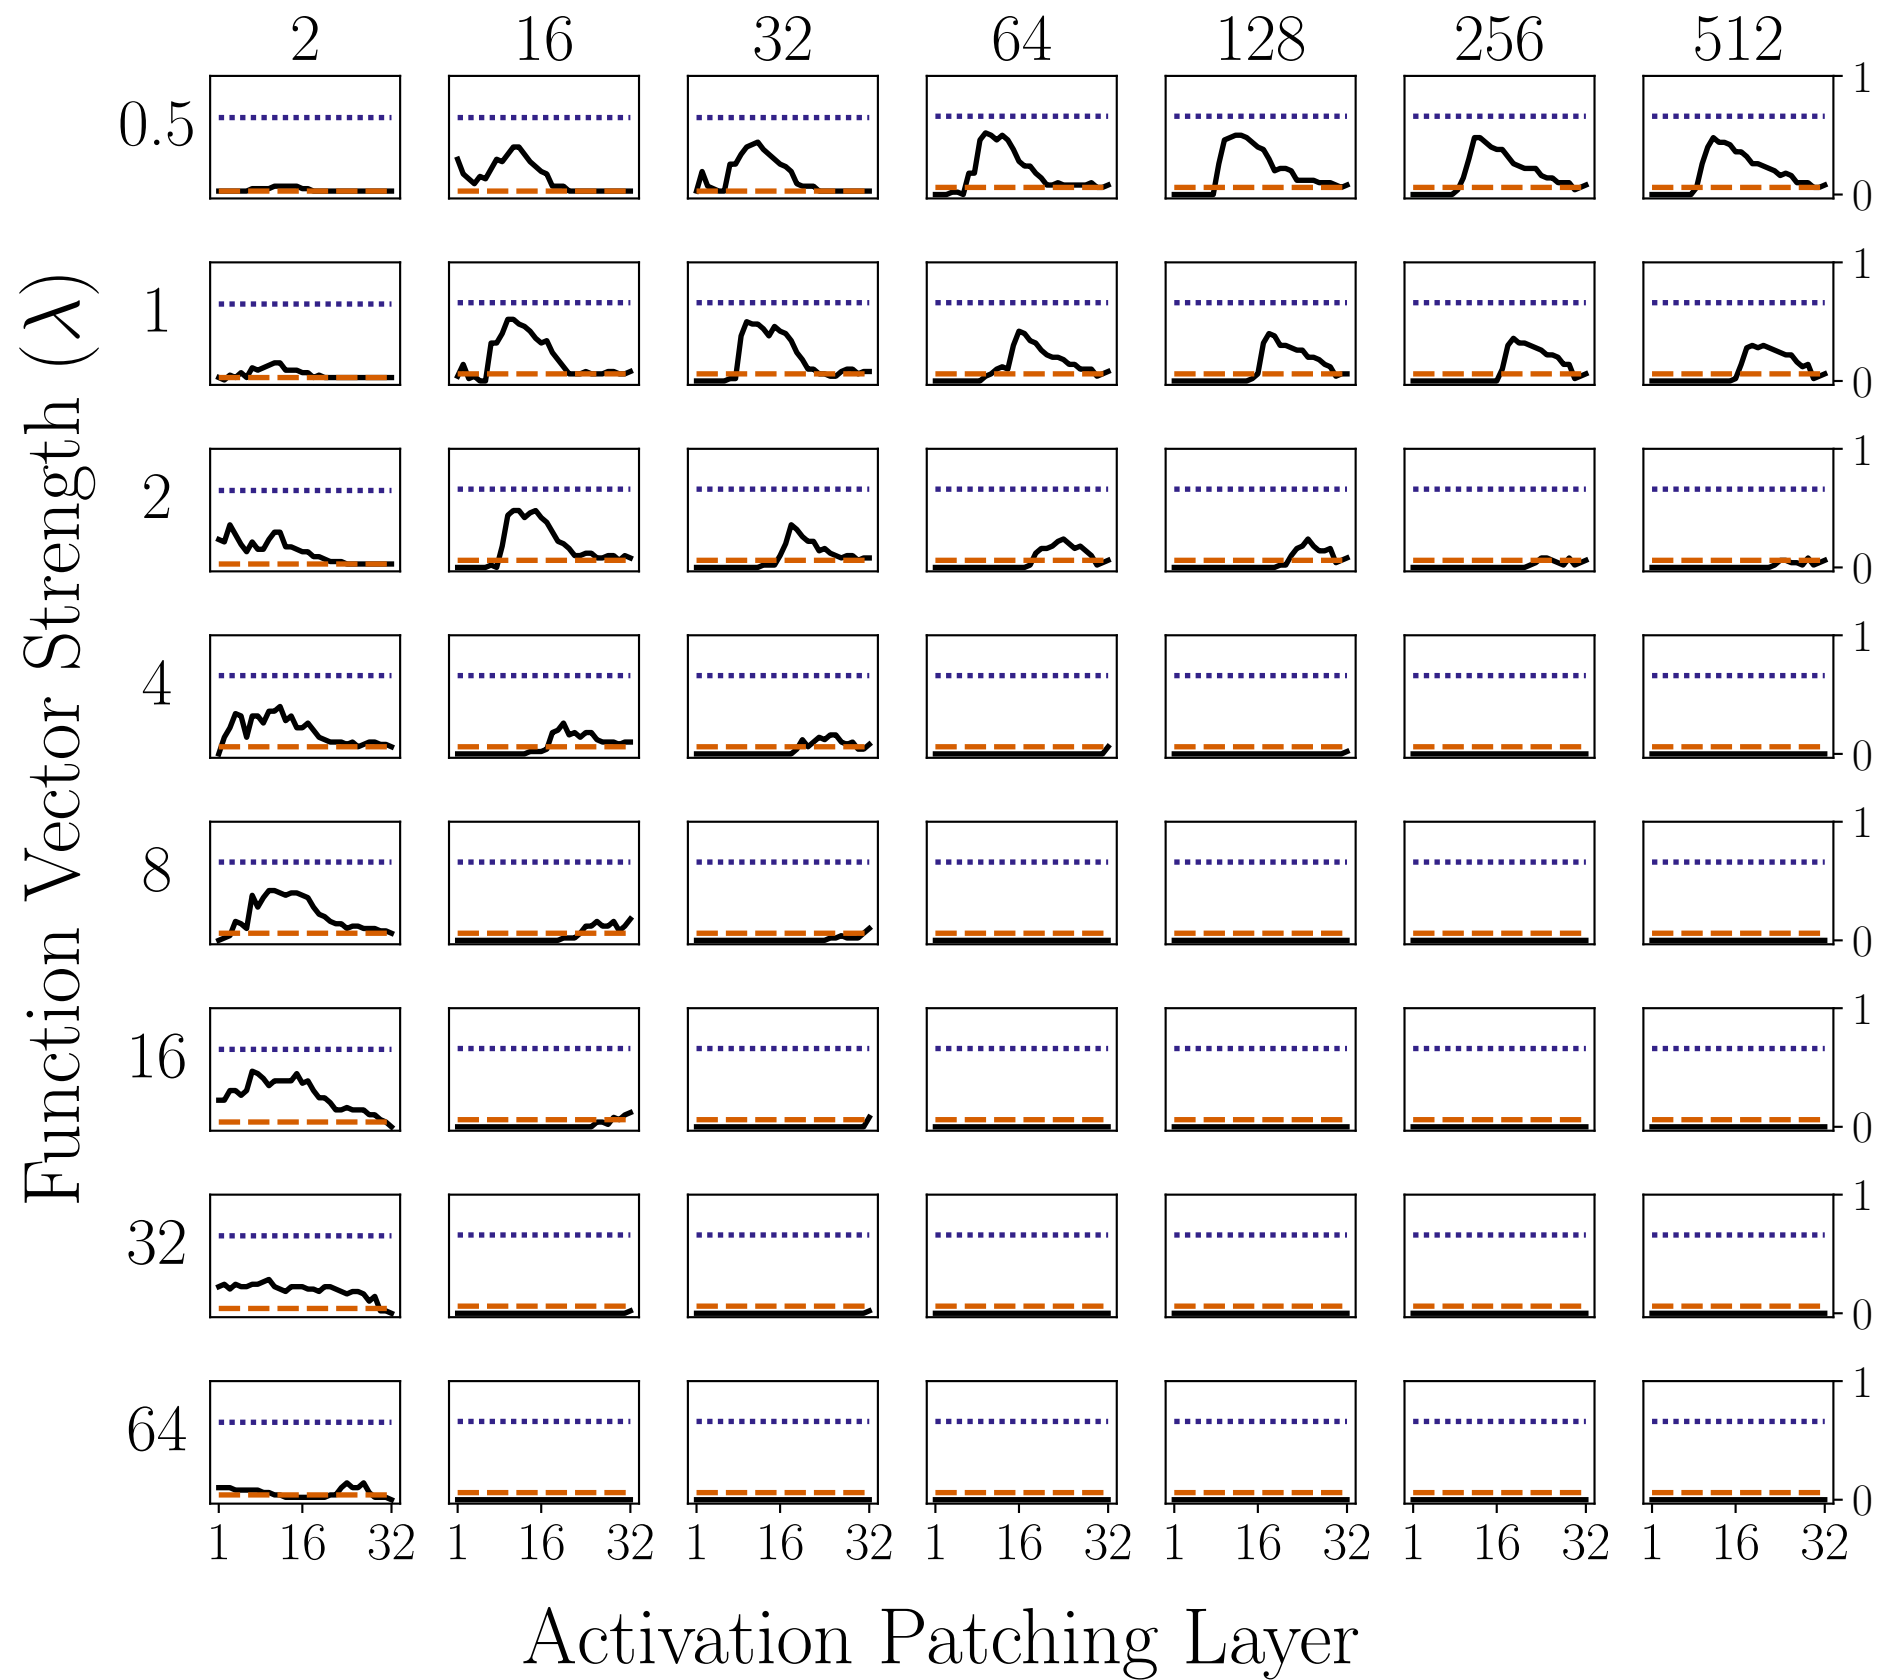 2 16 32 64 128 256 512
0.5 1 0
1 1 0
2 1 0
4 1 0
8 1 0
16 1 0
32 1 0
64 1 0
Function Vector Strength (λ)
1 16 32 1 16 32 1 16 32 1 16 32 1 16 32 1 16 32 1 16 32
Activation Patching Layer